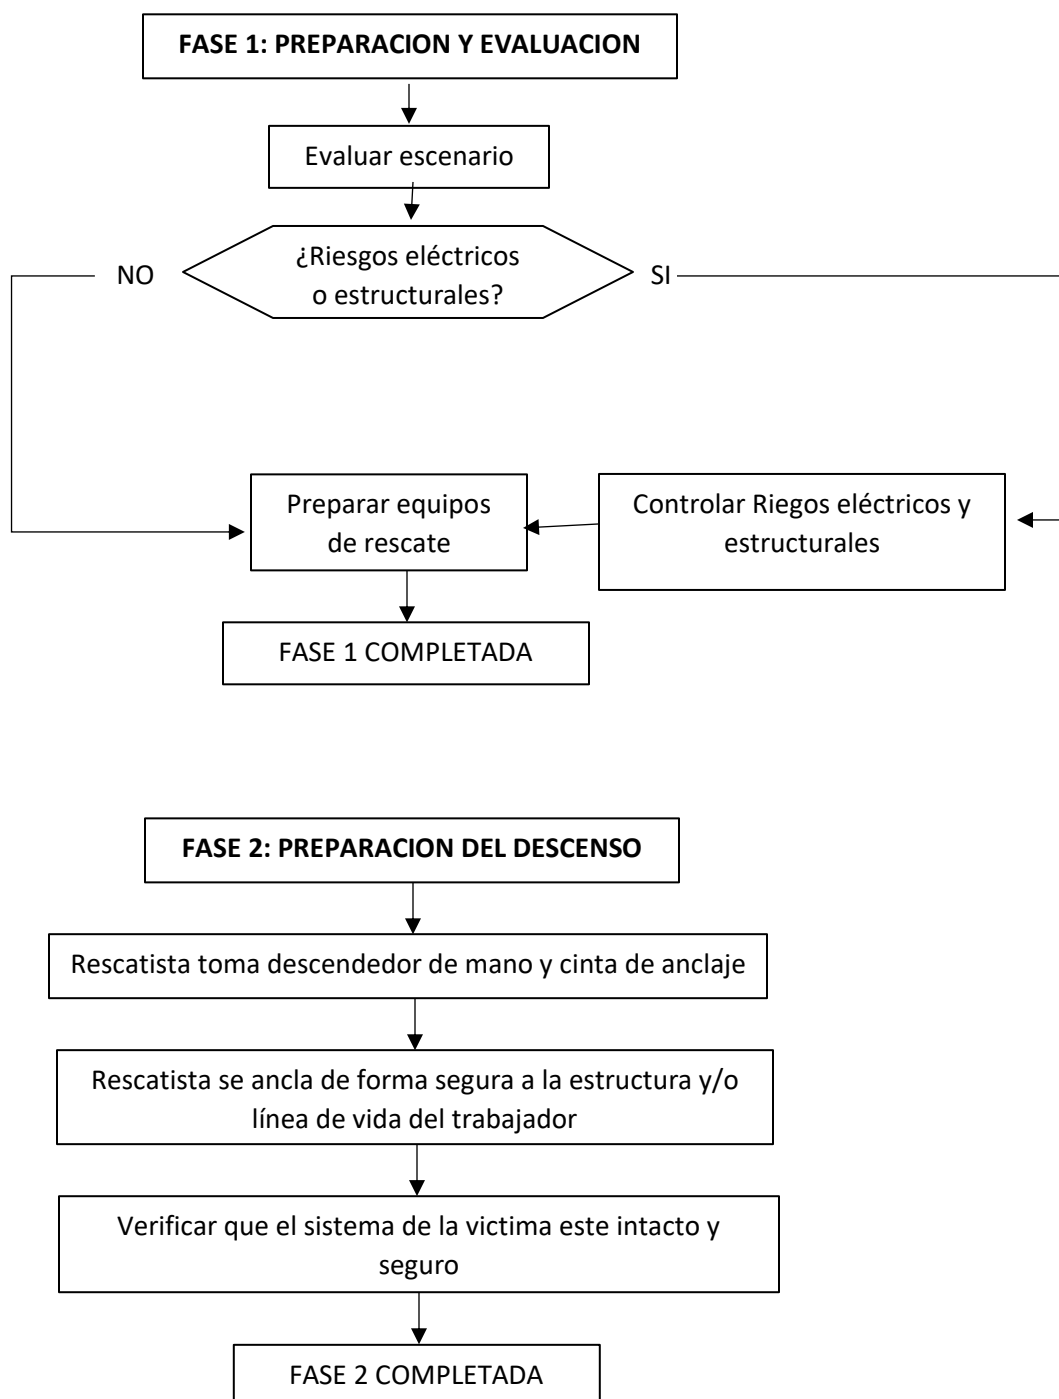 FASE 1: PREPARACION Y EVALUACION
Evaluar escenario
¿Riesgos eléctricos
o estructurales?
NO
SI
Preparar equipos
de rescate
Controlar Riegos eléctricos y
estructurales
FASE 1 COMPLETADA
FASE 2: PREPARACION DEL DESCENSO
Rescatista toma descendedor de mano y cinta de anclaje
Rescatista se ancla de forma segura a la estructura y/o
línea de vida del trabajador
Verificar que el sistema de la victima este intacto y
seguro
FASE 2 COMPLETADA